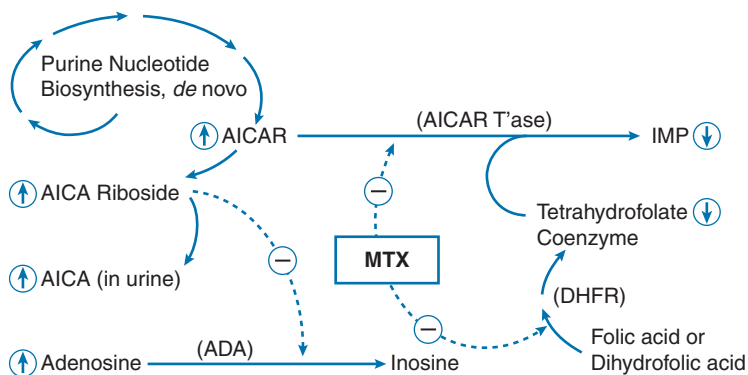 Purine Nucleotide
Biosynthesis, de novo
AICAR
(AICAR T'ase)
IMP
AICA Riboside
Tetrahydrofolate
Coenzyme
MTX
AICA (in urine)
(DHFR)
Folic acid or
Dihydrofolic acid
Adenosine
(ADA)
Inosine